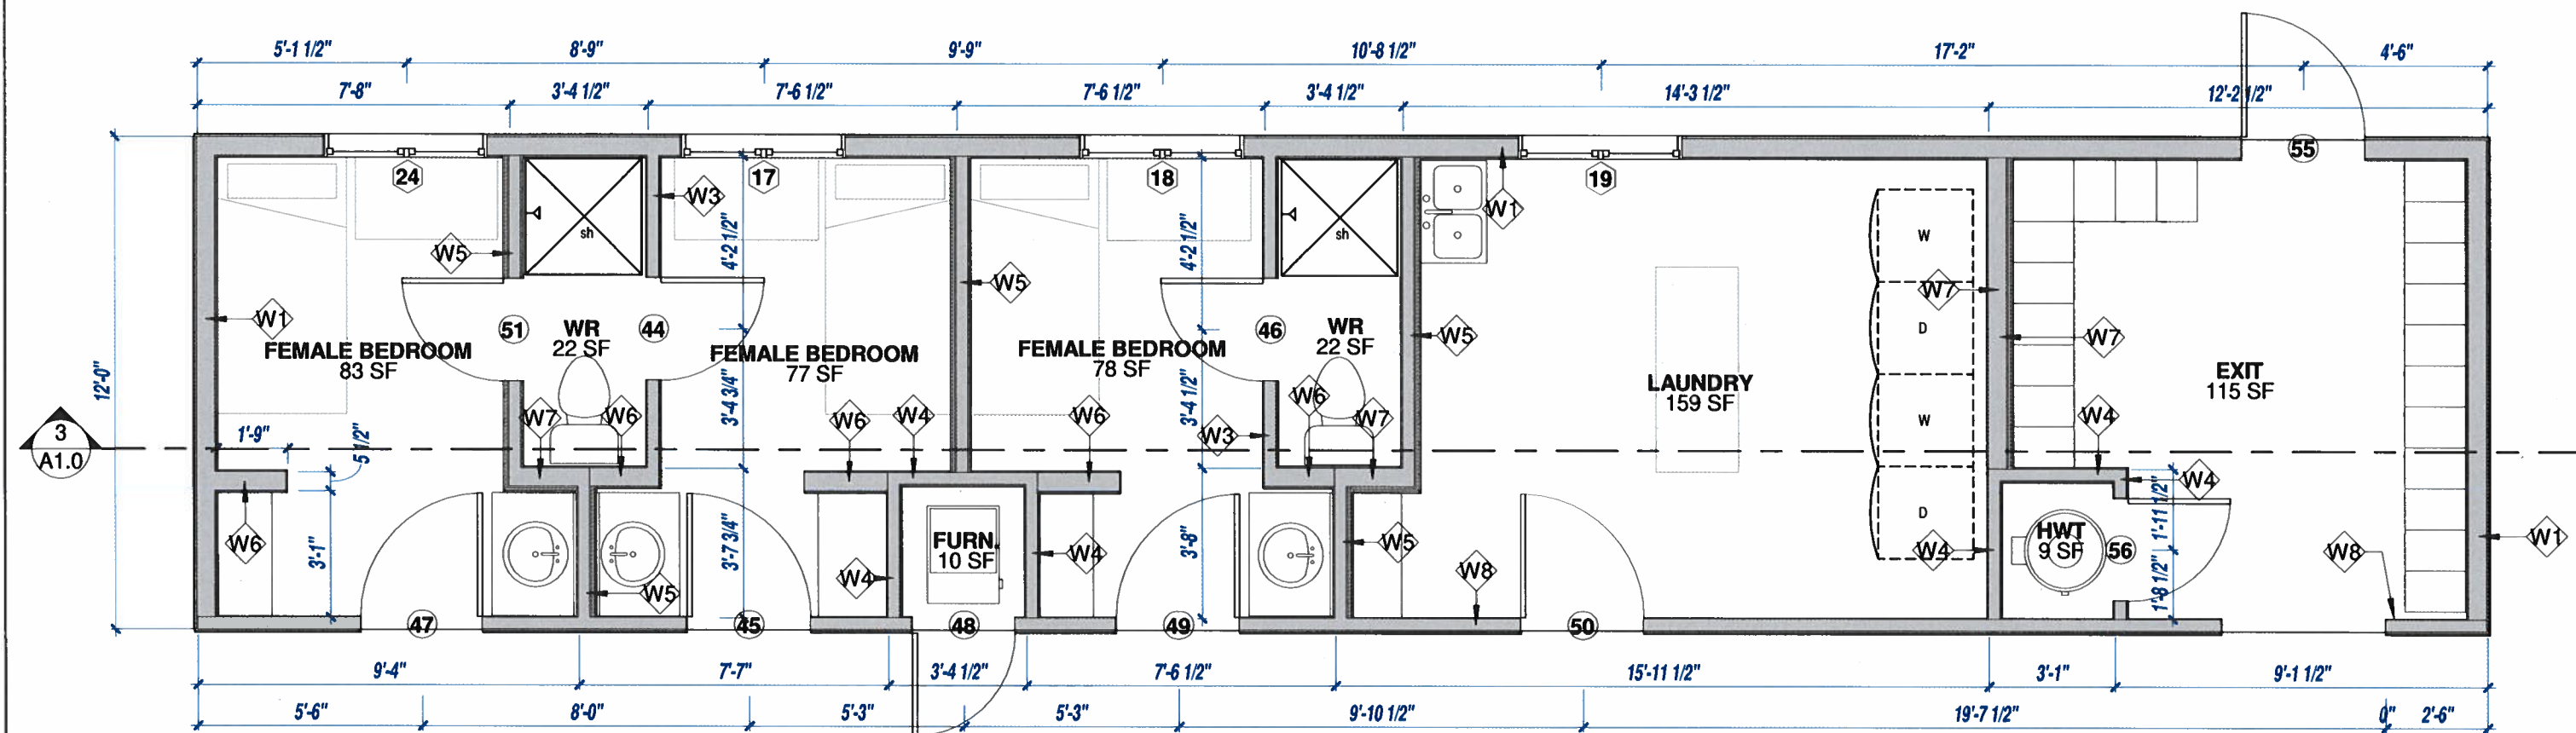 5'-1 1/2" 8'-9" 9'-9" 10'-8 1/2" 17'-2" 4'-6"
7'-8" 3'-4 1/2" 7'-6 1/2" 7'-6 1/2" 3'-4 1/2" 14'-3 1/2" 12'-2 1/2"
55
24 17 18 19
W3 W1
4'-2 1/2" 4'-2 1/2"
sh sh
W W7
W5 W5
W1 51 WR 44 46 WR W5 D W7
22 SF 22 SF
FEMALE BEDROOM FEMALE BEDROOM FEMALE BEDROOM LAUNDRY EXIT
83 SF 77 SF 78 SF 159 SF 115 SF
12'-0"
3'-4 3/4" 3'-4 1/2"
W7 W6 W6 W4 W6 W6 W7 W W4
3 1'-9" 5 1/2" W3
A1.0
W4
W6 3'-1" 3'-7 3/4" FURN. W4 3'-8" W5 D W4 HWT 56 1'-11 1/2" W1
10 SF 9 SF
W5 W4 W8 1'-8 1/2" W8
47 45 48 49 50
9'-4" 7'-7" 3'-4 1/2" 7'-6 1/2" 15'-11 1/2" 3'-1" 9'-1 1/2"
5'-6" 8'-0" 5'-3" 5'-3" 9'-10 1/2" 19'-7 1/2" 0" 2'-6"